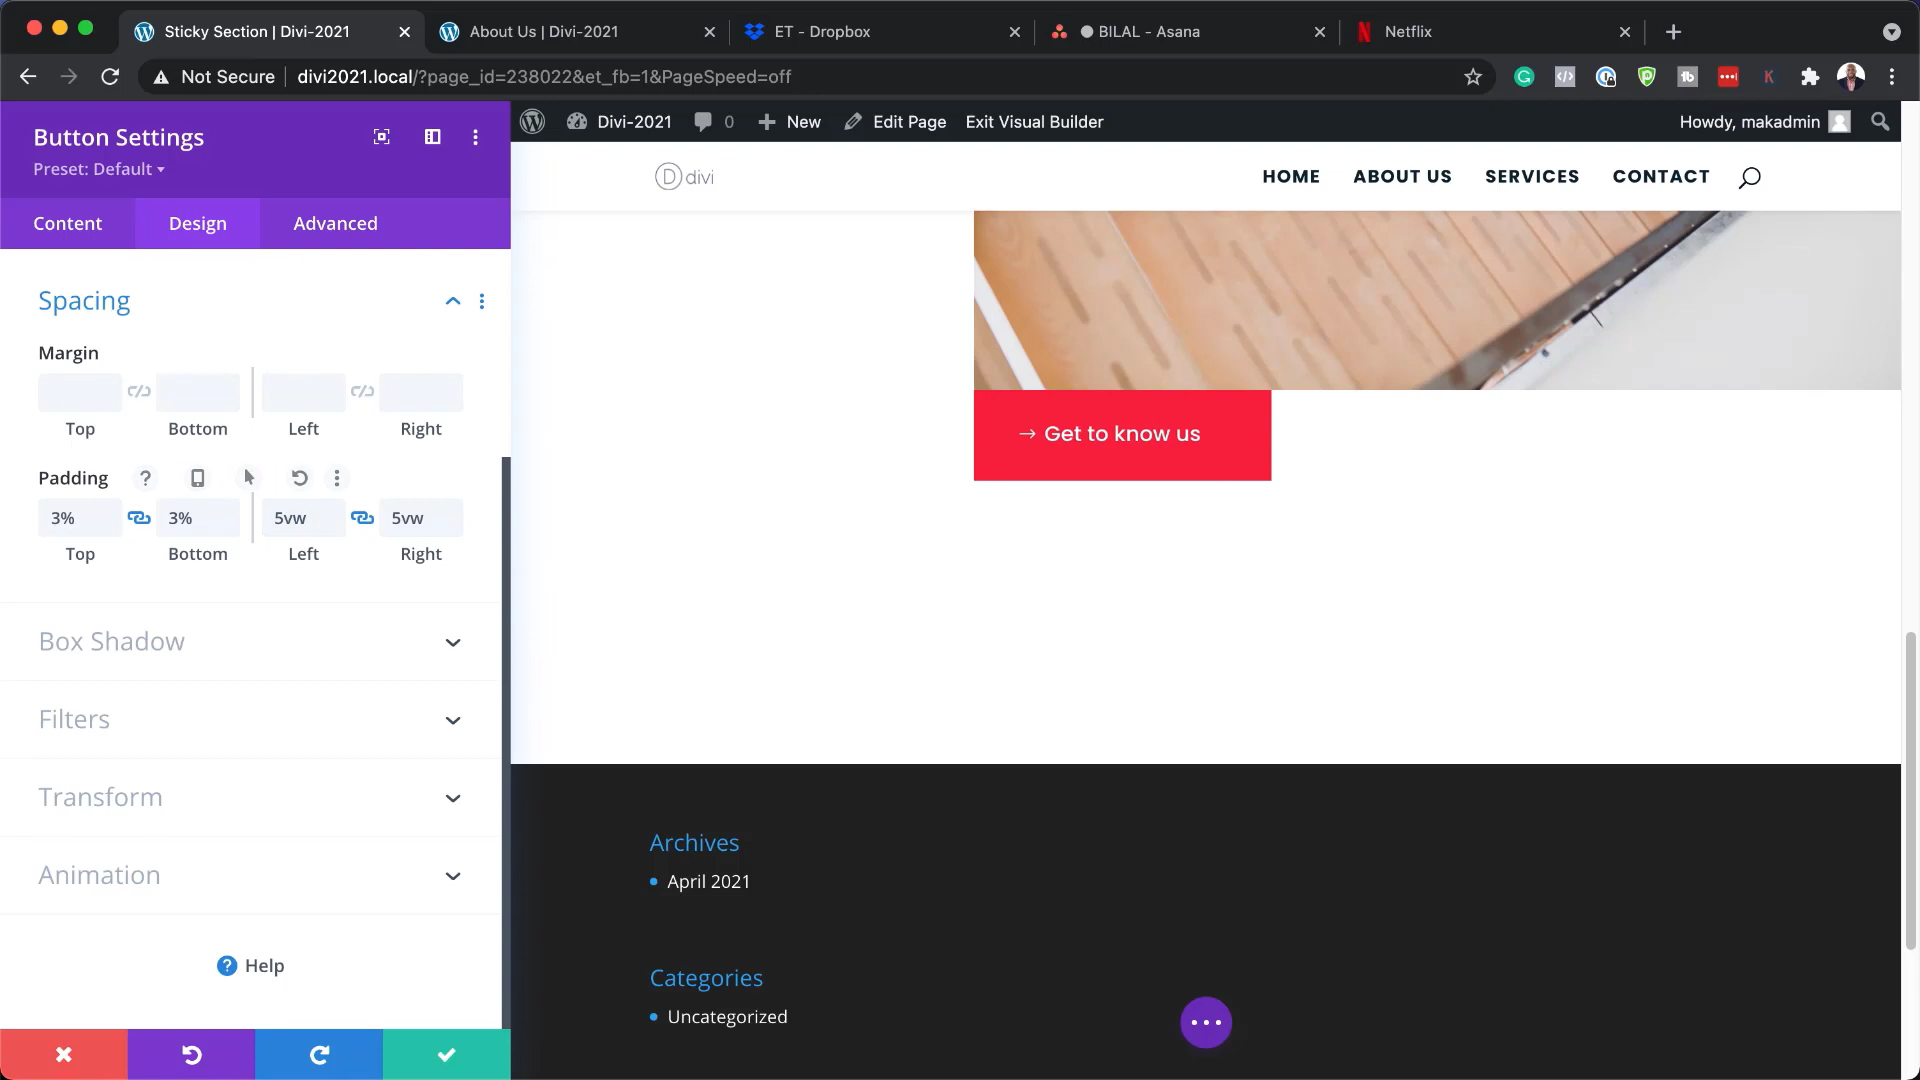 Sticky Section | Divi-2021
About Us | Divi-2021
ET - Dropbox
BILAL - Asana
Netflix
Not Secure
divi2021.local/?page_id=238022&et_fb=1&PageSpeed=off
Button Settings
Preset: Default
Content
Design
Advanced
Spacing
Margin
Top
Bottom
Left
Right
Padding
3%
3%
5vw
5vw
Top
Bottom
Left
Right
Box Shadow
Filters
Transform
Animation
Help
Divi-2021
0
New
Edit Page
Exit Visual Builder
Howdy, makadmin
divi
HOME
ABOUT US
SERVICES
CONTACT
→ Get to know us
Archives
April 2021
Categories
Uncategorized